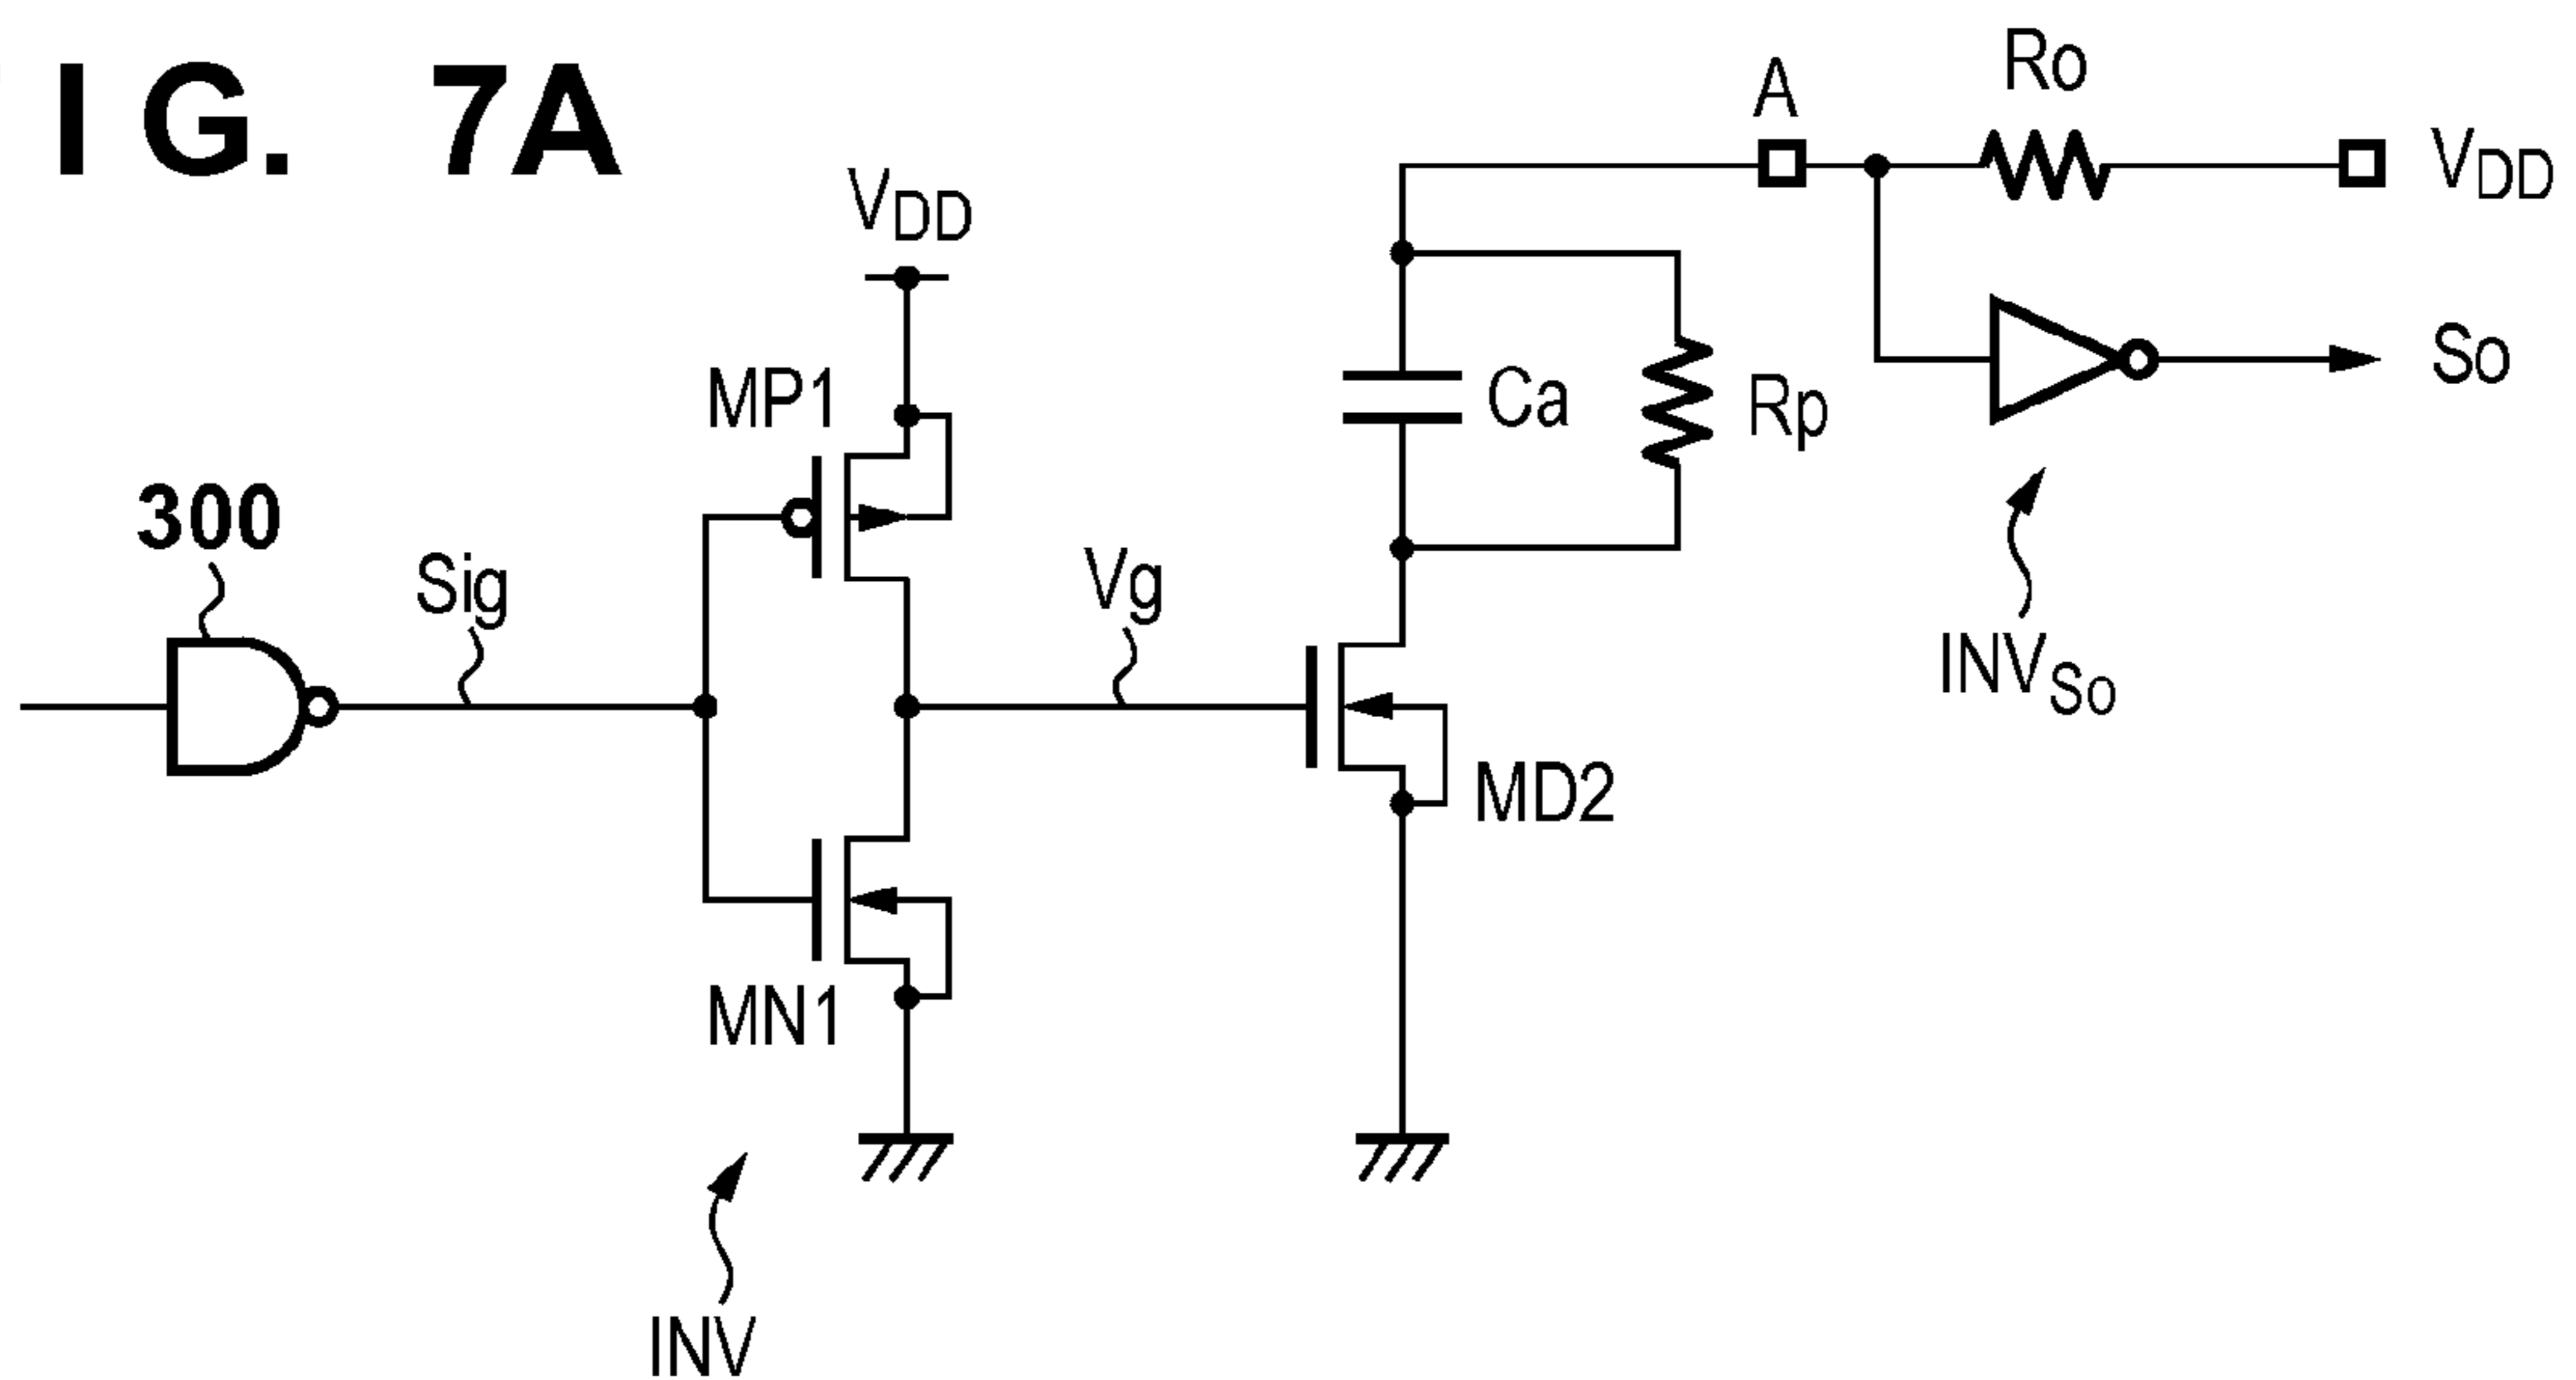 I G. 7A
Ro
A
VDD
VDD
MP1
Ca
Rp
So
300
Sig
Vg
INVSo
MD2
MN1
INV